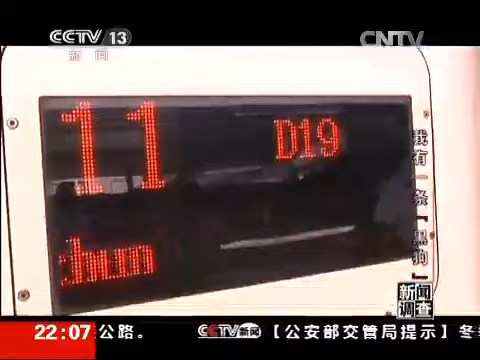 CCTV 13
新闻
CNTV
11
D19
hun
我有一条『黑狗』
新闻
调查
22:07
公路。 CCTV新闻 【公安部交管局提示】冬